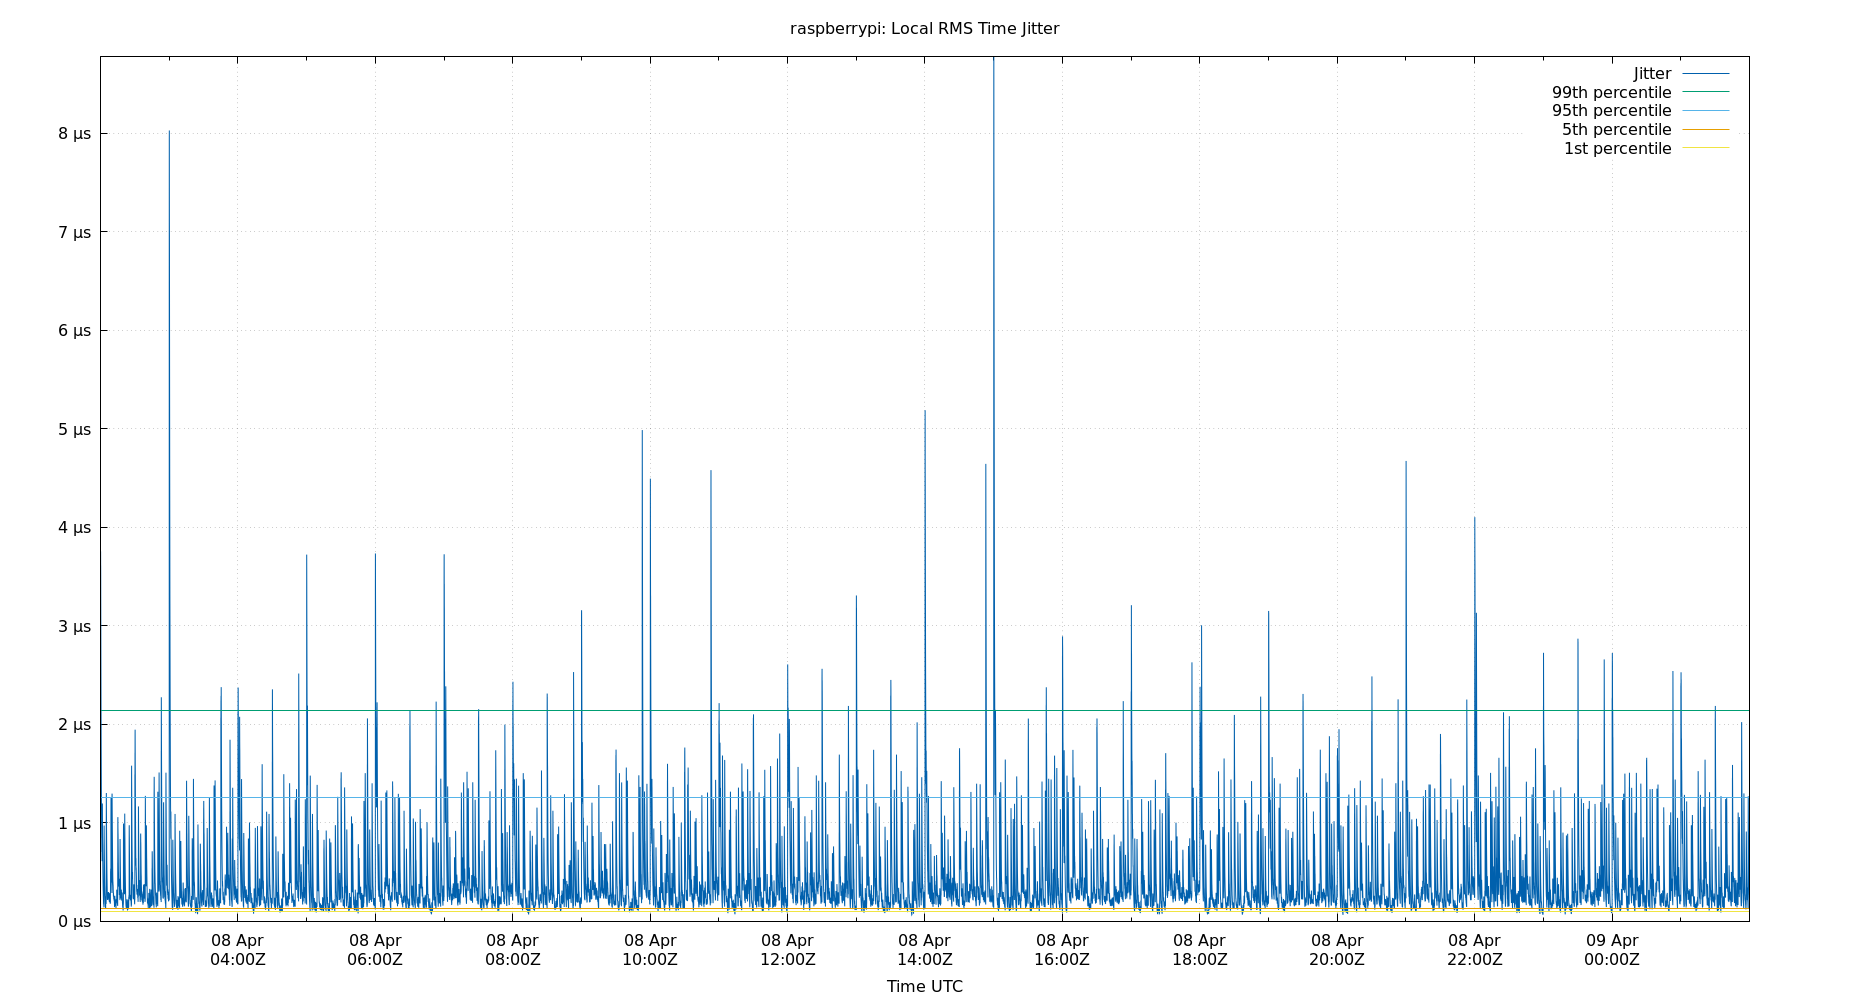 raspberrypi: Local RMS Time Jitter
Jitter
99th percentile
95th percentile
5th percentile
1st percentile
8 µs
7 µs
6 µs
5 µs
4 µs
3 µs
2 µs
1 µs
0 µs
08 Apr 08 Apr 08 Apr 08 Apr 08 Apr 08 Apr 08 Apr 08 Apr 08 Apr 08 Apr 09 Apr
04:00Z 06:00Z 08:00Z 10:00Z 12:00Z 14:00Z 16:00Z 18:00Z 20:00Z 22:00Z 00:00Z
Time UTC